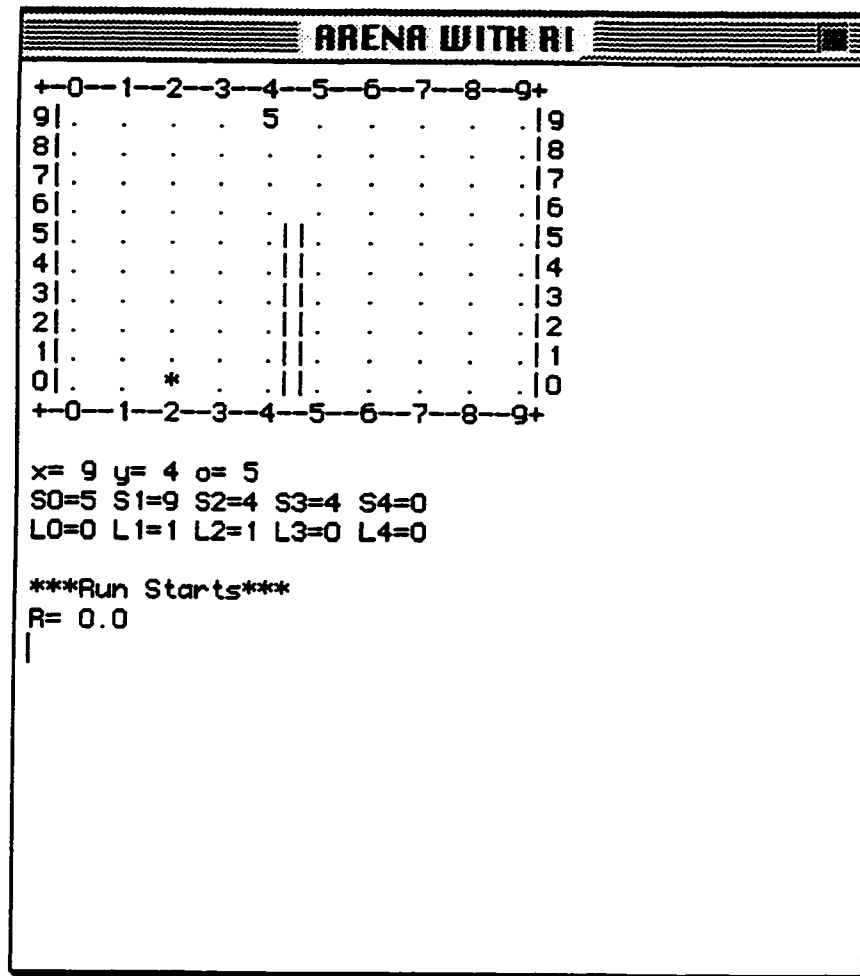 ARENA WITH RI
+-0--1--2--3--4--5--6--7--8--9+
9|. . . . 5 . . . . .|9
8|. . . . . . . . . .|8
7|. . . . . . . . . .|7
6|. . . . . . . . . .|6
5|. . . . .||. . . . .|5
4|. . . . .||. . . . .|4
3|. . . . .||. . . . .|3
2|. . . . .||. . . . .|2
1|. . . . .||. . . . .|1
0|. . * . .||. . . . .|0
+-0--1--2--3--4--5--6--7--8--9+
x= 9 y= 4 o= 5
S0=5 S1=9 S2=4 S3=4 S4=0
L0=0 L1=1 L2=1 L3=0 L4=0
***Run Starts***
R= 0.0
|